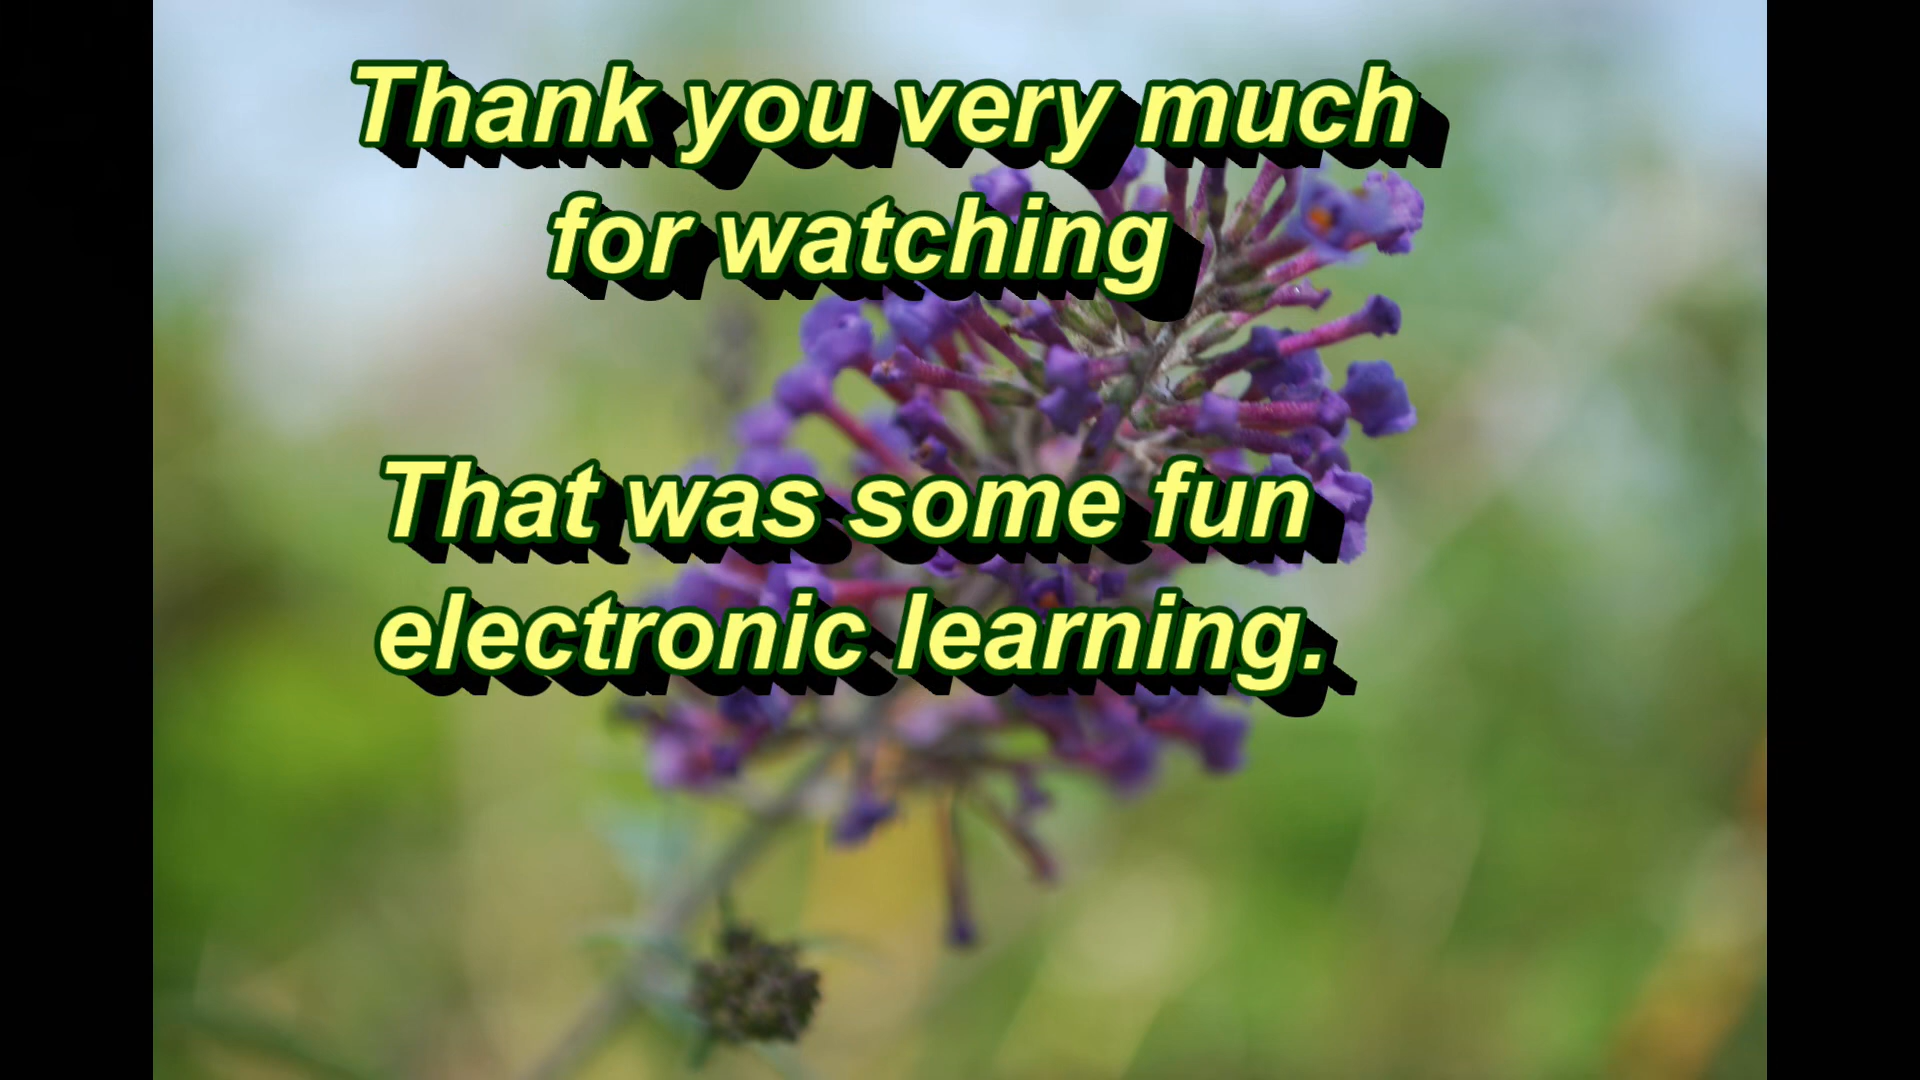 Thank you very much
for watching
That was some fun
electronic learning.